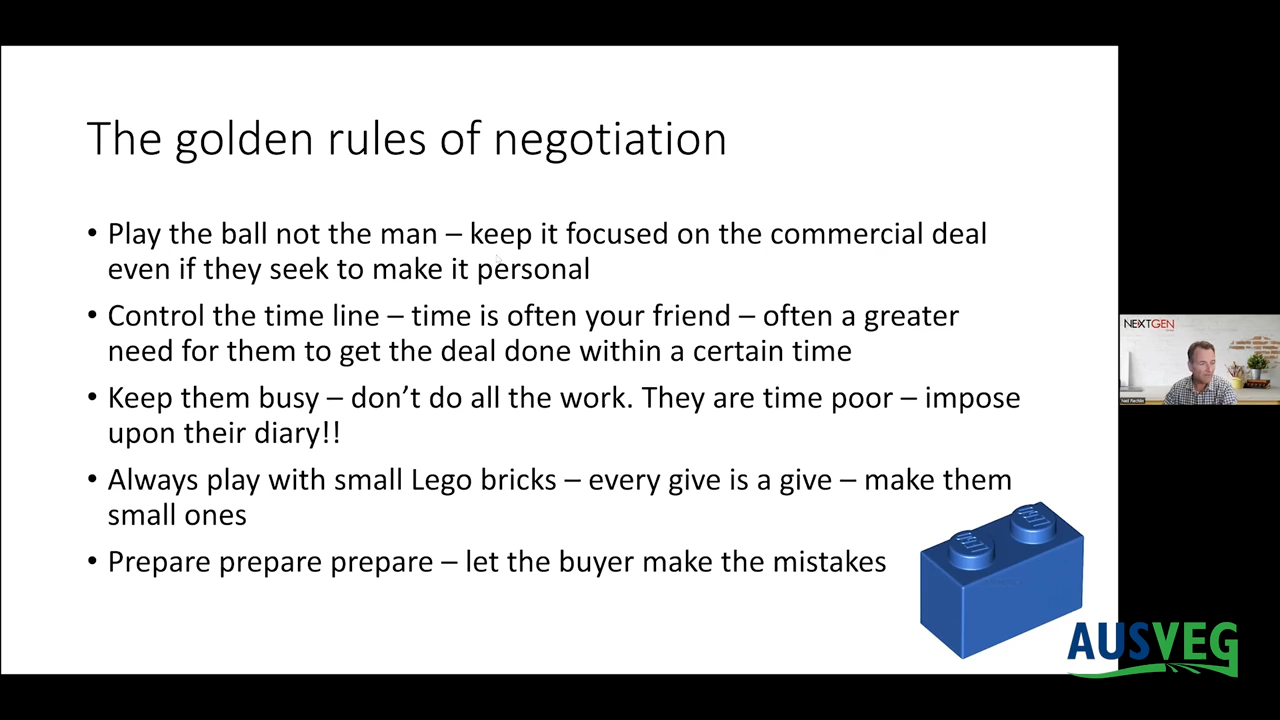 The golden rules of negotiation
• Play the ball not the man – keep it focused on the commercial deal
even if they seek to make it personal
• Control the time line – time is often your friend – often a greater
need for them to get the deal done within a certain time
• Keep them busy – don’t do all the work. They are time poor – impose
upon their diary!!
• Always play with small Lego bricks – every give is a give – make them
small ones
• Prepare prepare prepare – let the buyer make the mistakes
NEXTGEN
AUSVEG